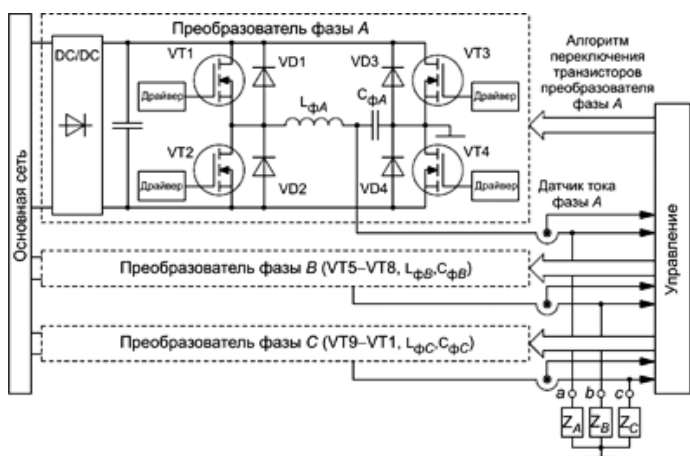 Преобразователь фазы A
DC/DC
VT1
VD1
VD3
VT3
Драйвер
LфA
CфA
Драйвер
VT2
VT4
Драйвер
VD2
VD4
Драйвер
Основная сеть
Алгоритм
переключения
транзисторов
преобразователя
фазы A
Датчик тока
фазы A
Управление
Преобразователь фазы B (VT5–VT8, LфB,CфB)
Преобразователь фазы C (VT9–VT1, LфC,CфC)
a
b
c
ZA
ZB
ZC